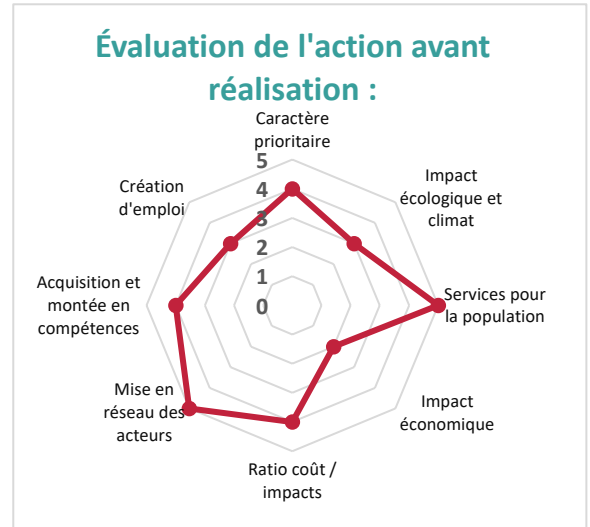 Évaluation de l'action avant
réalisation :
Caractère
prioritaire
Impact
écologique et
climat
Services pour
la population
Impact
économique
Ratio coût /
impacts
Mise en
réseau des
acteurs
Acquisition et
montée en
compétences
Création
d'emploi
5
4
3
2
1
0